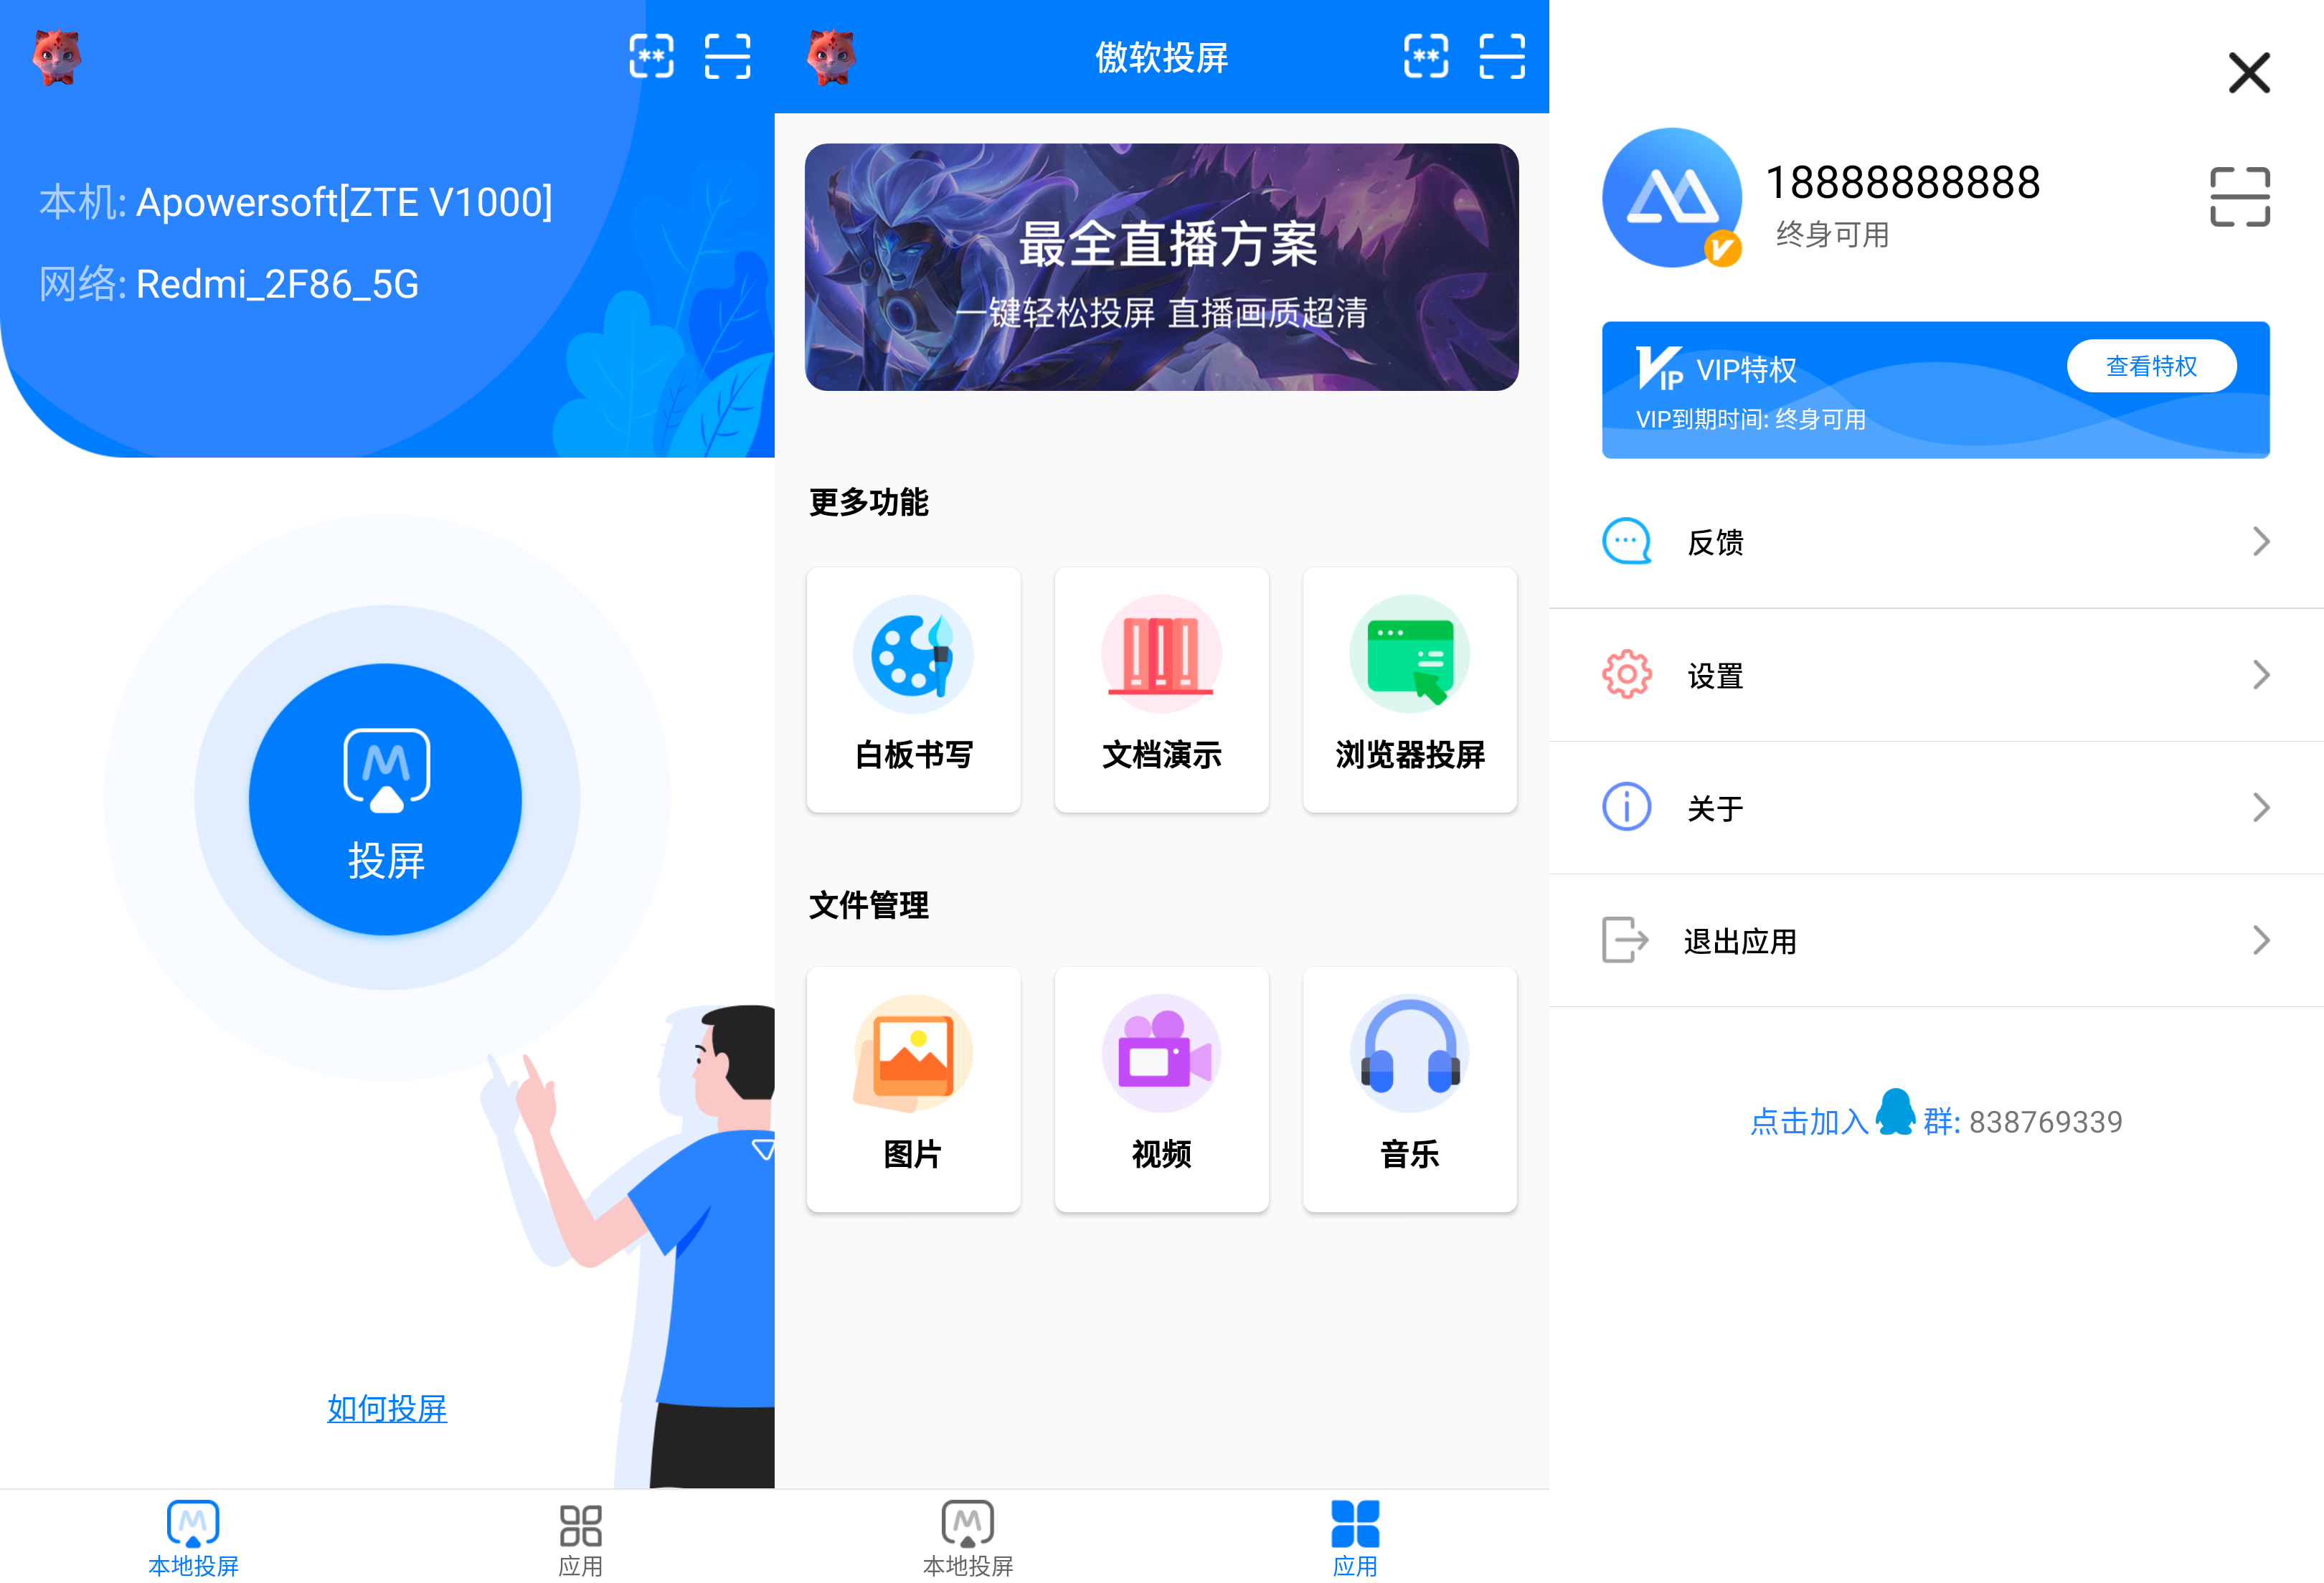 本机: Apowersoft[ZTE V1000]
网络: Redmi_2F86_5G
投屏
如何投屏
本地投屏
应用
傲软投屏
最全直播方案
一键轻松投屏 直播画质超清
更多功能
白板书写
文档演示
浏览器投屏
文件管理
图片
视频
音乐
本地投屏
应用
18888888888
终身可用
VIP VIP特权
查看特权
VIP到期时间: 终身可用
反馈
设置
关于
退出应用
点击加入 群: 838769339